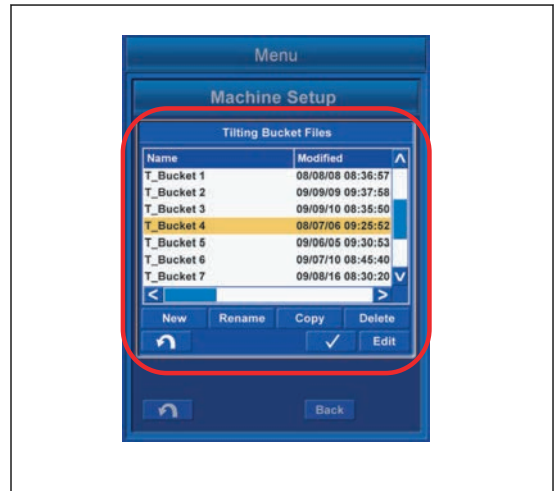 Menu
Machine Setup
Tilting Bucket Files
Name Modified
T_Bucket 1 08/08/08 08:36:57
T_Bucket 2 09/09/09 09:37:58
T_Bucket 3 09/09/10 08:35:50
T_Bucket 4 08/07/06 09:25:52
T_Bucket 5 09/06/05 09:30:53
T_Bucket 6 09/07/10 08:45:40
T_Bucket 7 09/08/16 08:30:20
New Rename Copy Delete
Edit
Back